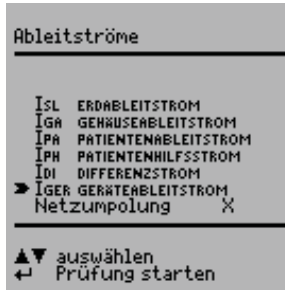 Ableitströme
ISL ERDABLEITSTROM
IGA GEHÄUSEABLEITSTROM
IPA PATIENTENABLEITSTROM
IPH PATIENTENHILFSSTROM
IDI DIFFERENZSTROM
IGER GERÄTEABLEITSTROM
Netzumpolung X
▲▼ auswählen
↵ Prüfung starten